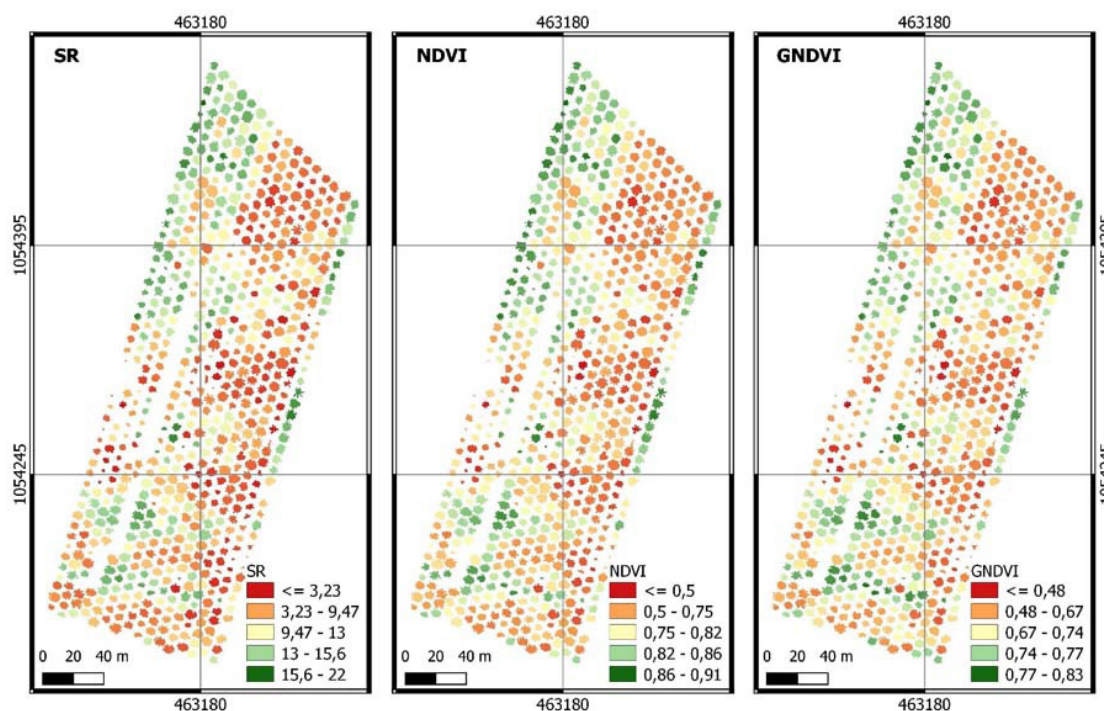 463180 463180 463180
SR NDVI GNDVI
1054395
1054245
SR NDVI GNDVI
<= 3,23 <= 0,5 <= 0,48
3,23 - 9,47 0,5 - 0,75 0,48 - 0,67
9,47 - 13 0,75 - 0,82 0,67 - 0,74
13 - 15,6 0,82 - 0,86 0,74 - 0,77
15,6 - 22 0,86 - 0,91 0,77 - 0,83
0 20 40 m 0 20 40 m 0 20 40 m
463180 463180 463180